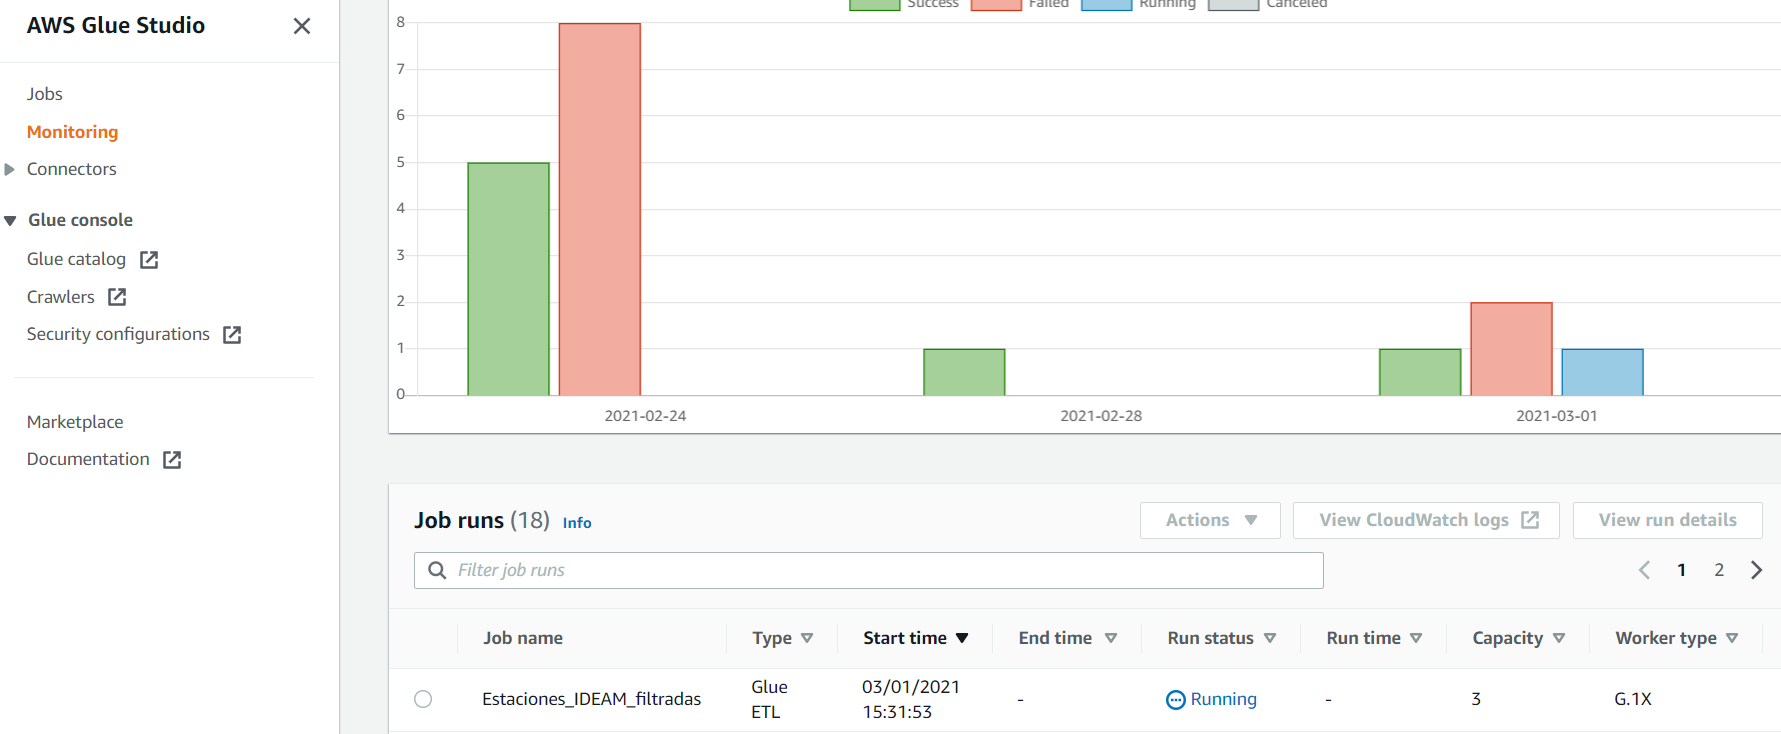 AWS Glue Studio
Jobs
Monitoring
Connectors
Glue console
Glue catalog
Crawlers
Security configurations
Marketplace
Documentation
Success Failed Running Canceled
8
7
6
5
4
3
2
1
0
2021-02-24 2021-02-28 2021-03-01
Job runs (18) Info
Actions View CloudWatch logs View run details
Filter job runs
1 2
Job name Type Start time End time Run status Run time Capacity Worker type
Estaciones_IDEAM_filtradas Glue ETL 03/01/2021 15:31:53 - Running - 3 G.1X